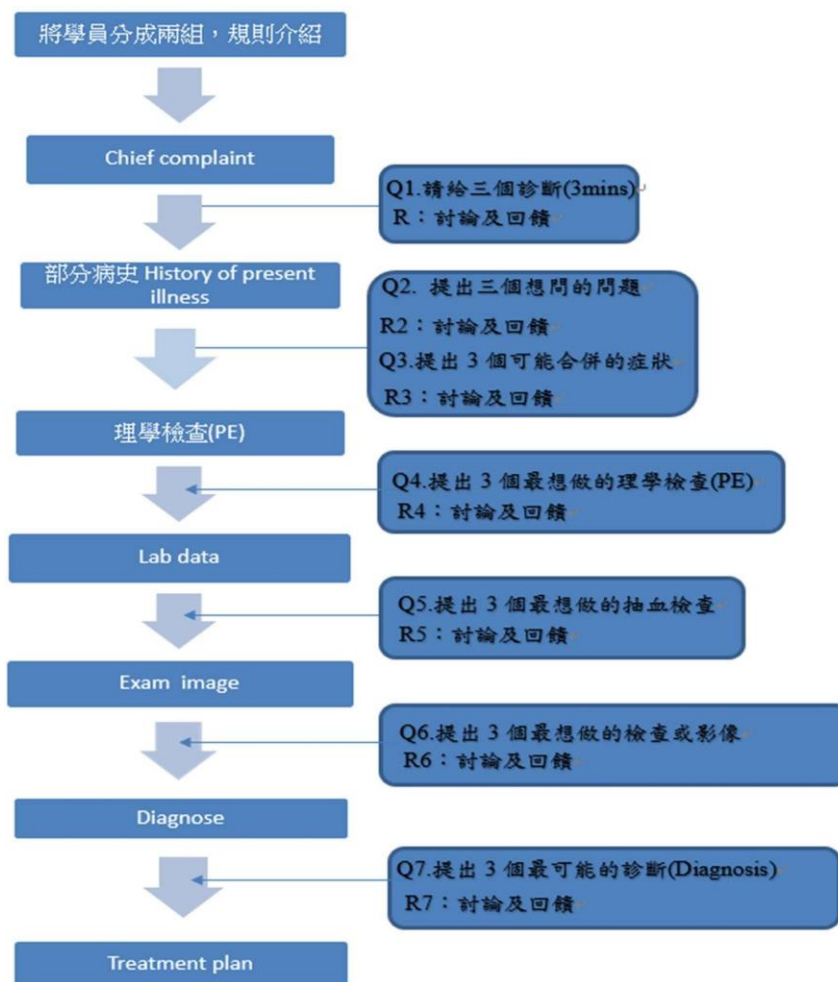 將學員分成兩組，規則介紹
Chief complaint
Q1.請給三個診斷(3mins)
R：討論及回饋
部分病史 History of present
illness
Q2. 提出三個想問的問題
R2：討論及回饋
Q3.提出 3 個可能合併的症狀
R3：討論及回饋
理學檢查(PE)
Q4.提出 3 個最想做的理學檢查(PE)
R4：討論及回饋
Lab data
Q5.提出 3 個最想做的抽血檢查
R5：討論及回饋
Exam image
Q6.提出 3 個最想做的檢查或影像
R6：討論及回饋
Diagnose
Q7.提出 3 個最可能的診斷(Diagnosis)
R7：討論及回饋
Treatment plan